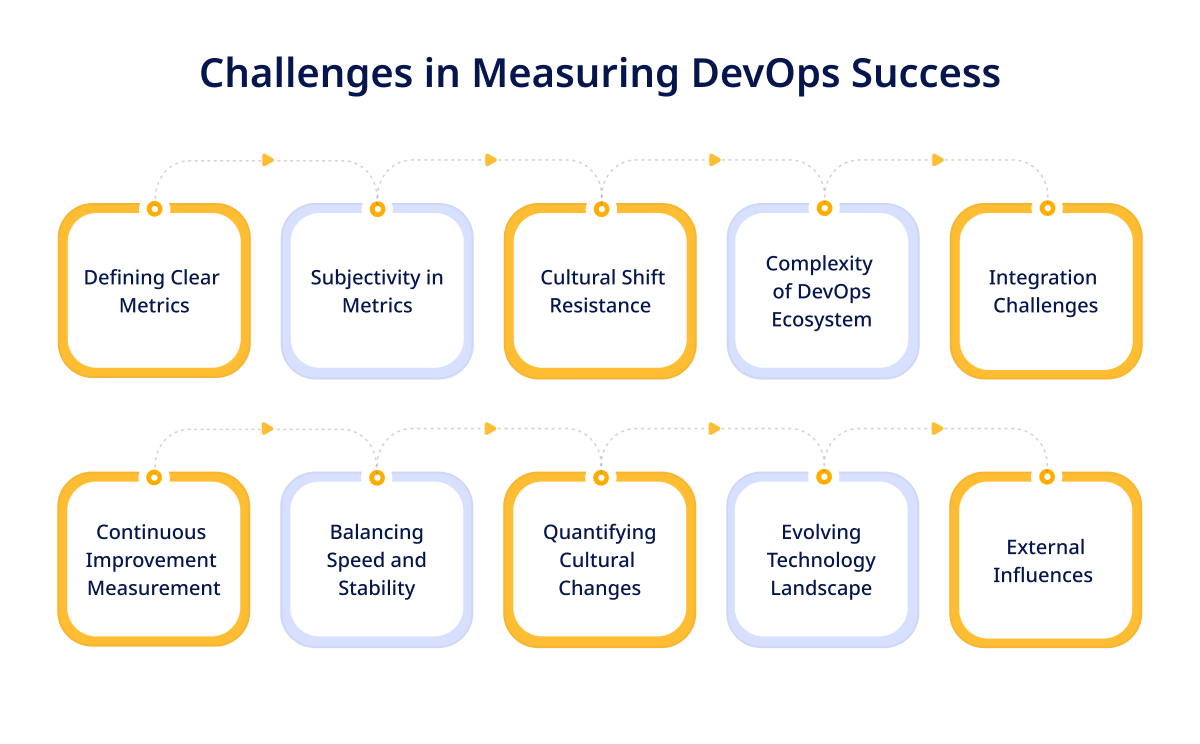 Challenges in Measuring DevOps Success
Defining Clear
Metrics
Subjectivity in
Metrics
Cultural Shift
Resistance
Complexity
of DevOps
Ecosystem
Integration
Challenges
Continuous
Improvement
Measurement
Balancing
Speed and
Stability
Quantifying
Cultural
Changes
Evolving
Technology
Landscape
External
Influences